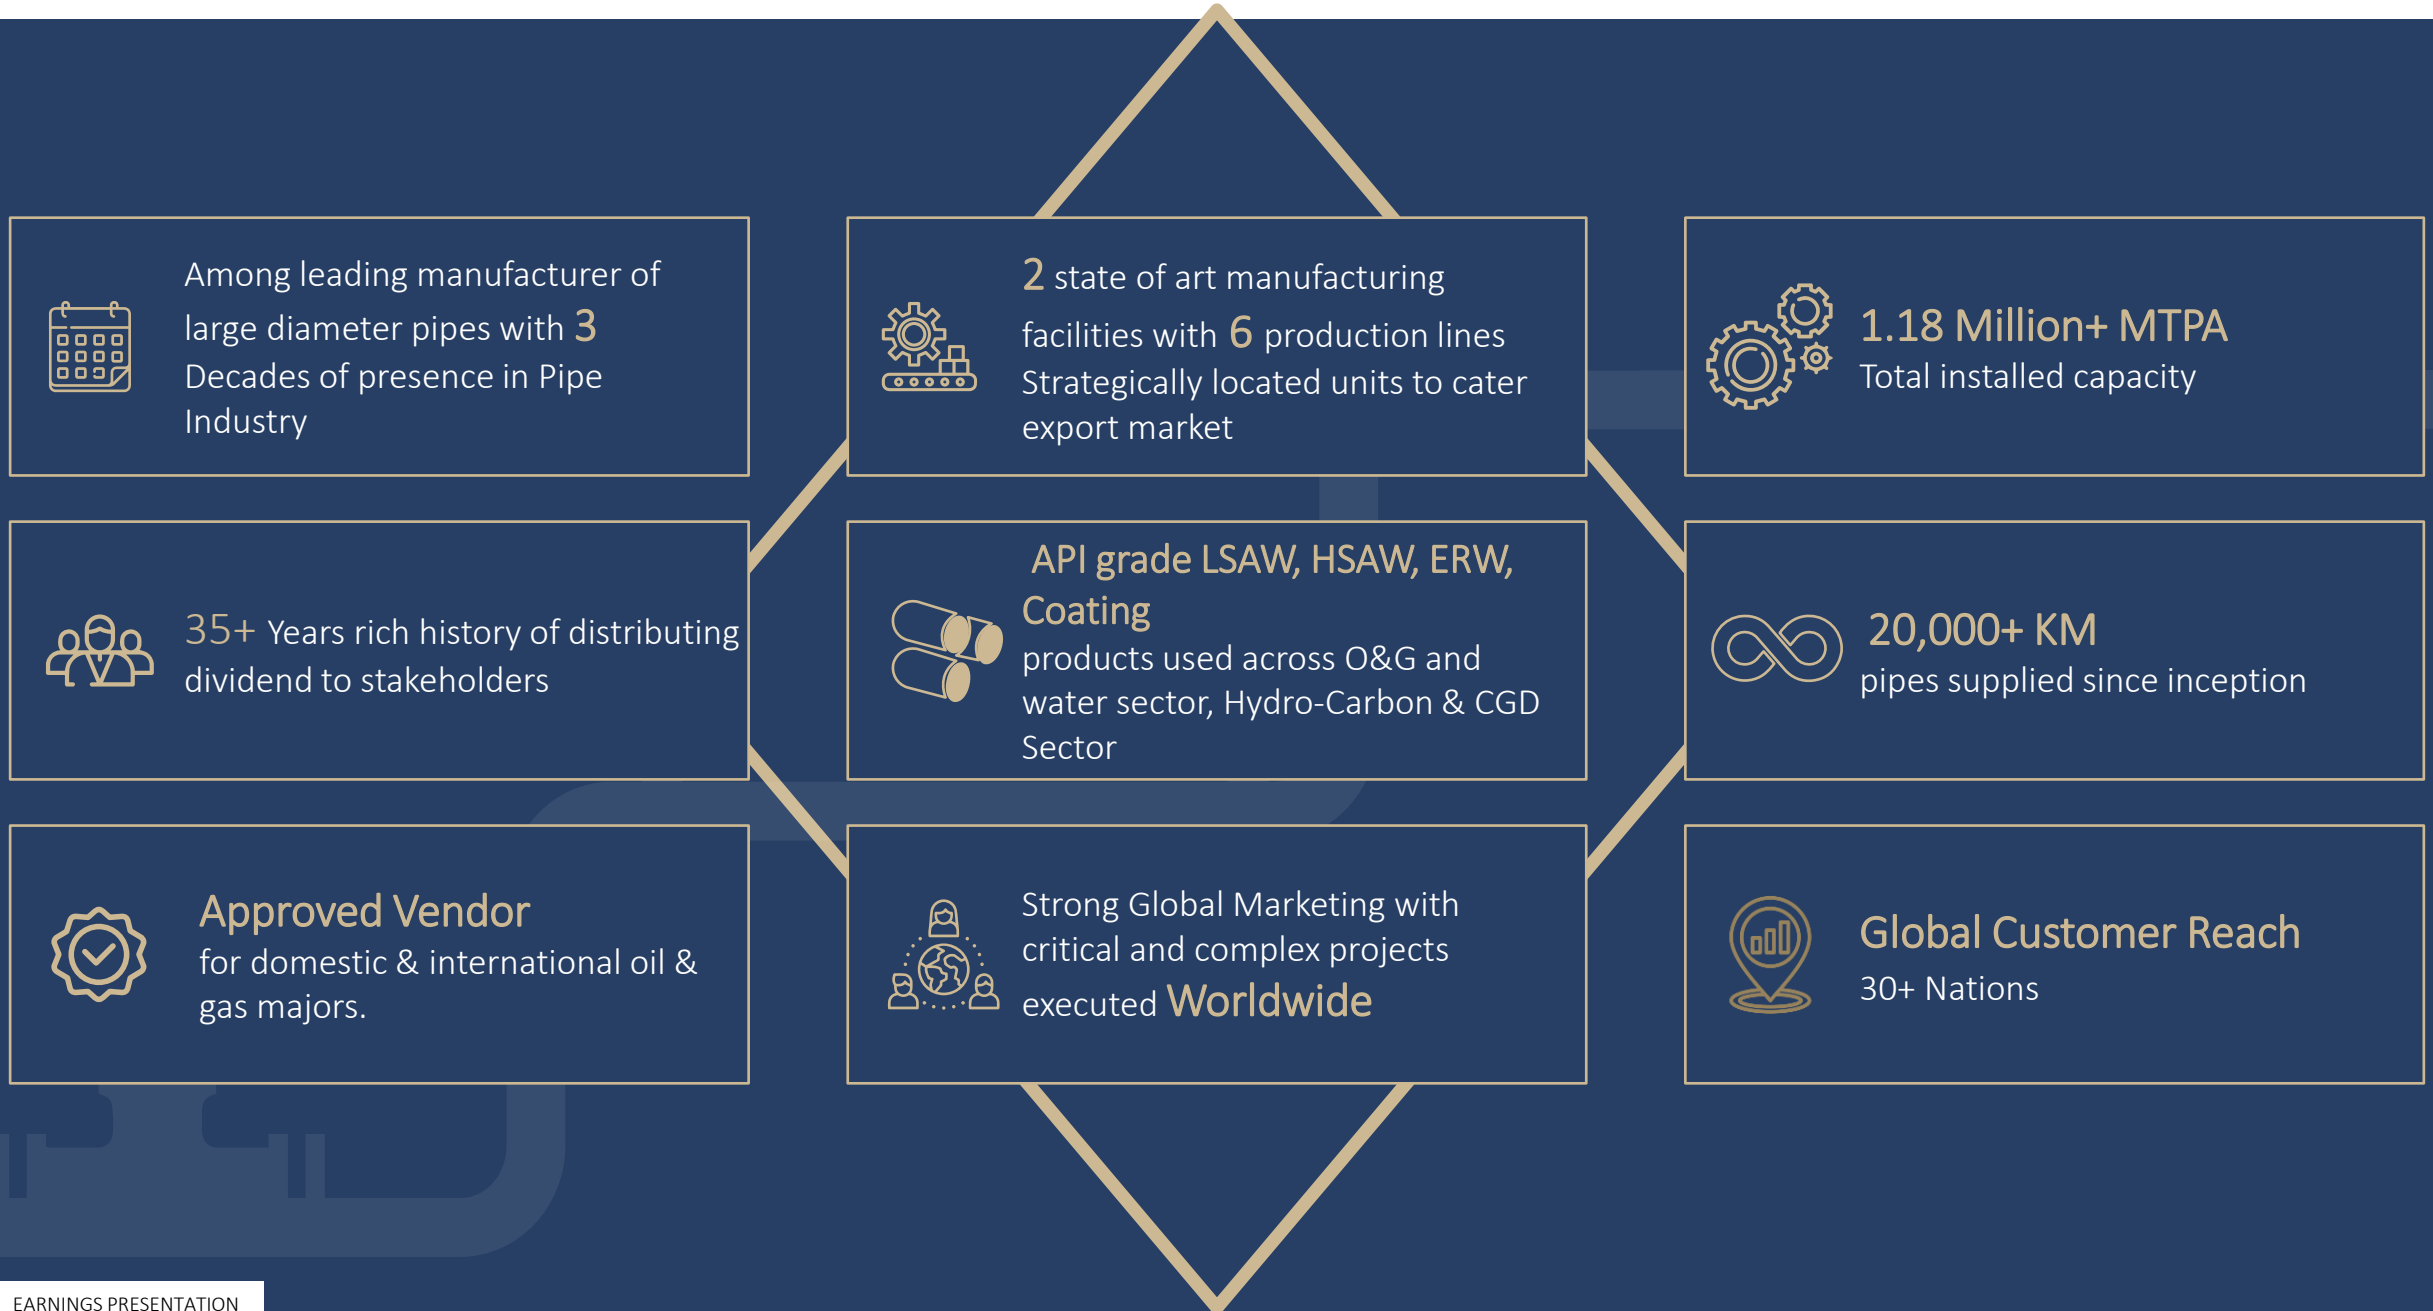 Among leading manufacturer of
large diameter pipes with 3
Decades of presence in Pipe
Industry
2 state of art manufacturing
facilities with 6 production lines
Strategically located units to cater
export market
1.18 Million+ MTPA
Total installed capacity
35+ Years rich history of distributing
dividend to stakeholders
API grade LSAW, HSAW, ERW,
Coating
products used across O&G and
water sector, Hydro-Carbon & CGD
Sector
20,000+ KM
pipes supplied since inception
Approved Vendor
for domestic & international oil &
gas majors.
Strong Global Marketing with
critical and complex projects
executed Worldwide
Global Customer Reach
30+ Nations
EARNINGS PRESENTATION